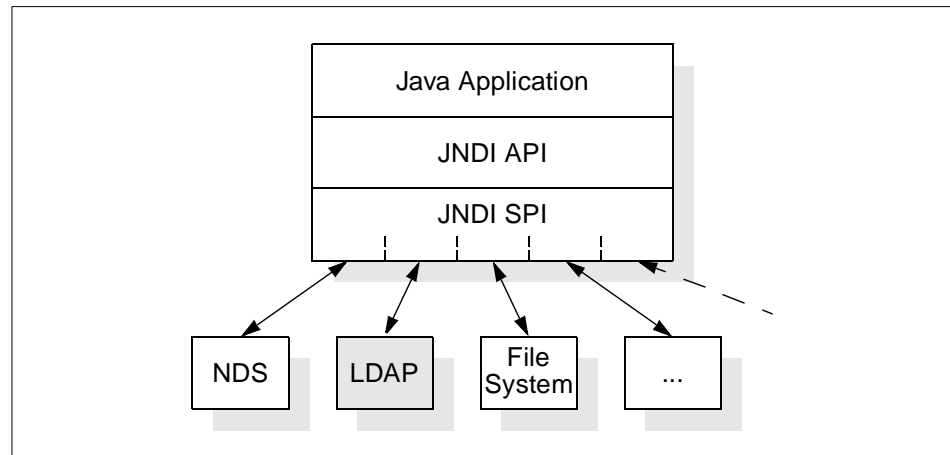 Java Application
JNDI API
JNDI SPI
NDS
LDAP
File
System
...